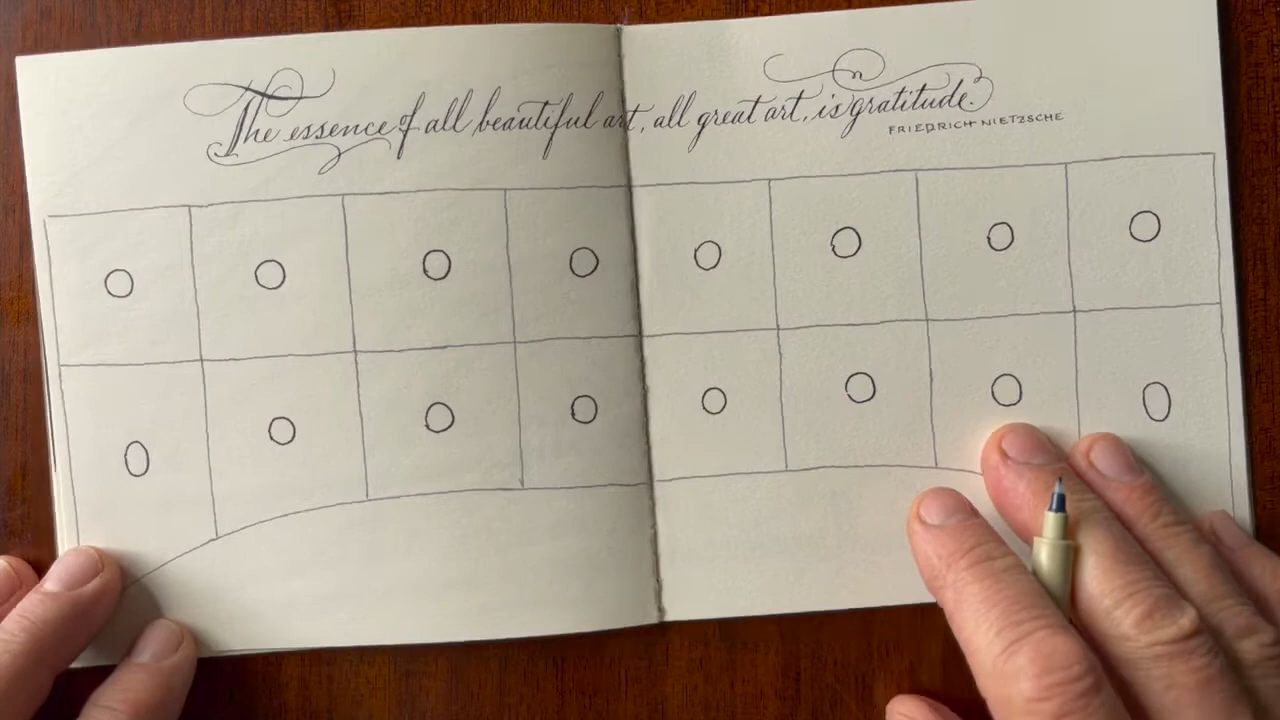 The essence of all beautiful art, all great art, is gratitude.
FRIEDRICH NIETZSCHE